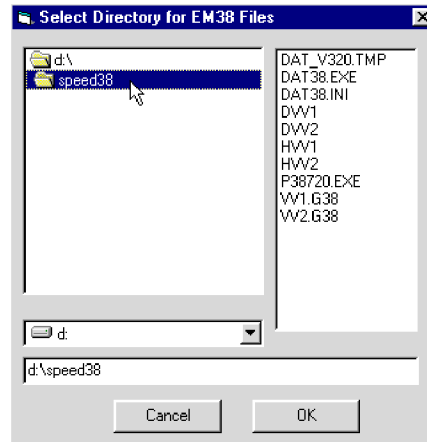 Select Directory for EM38 Files
d:\
speed38
DAT_V320.TMP
DAT38.EXE
DAT38.INI
DVV1
DVV2
HVV1
HVV2
P38720.EXE
VV1.G38
VV2.G38
d:
d:\speed38
Cancel
OK